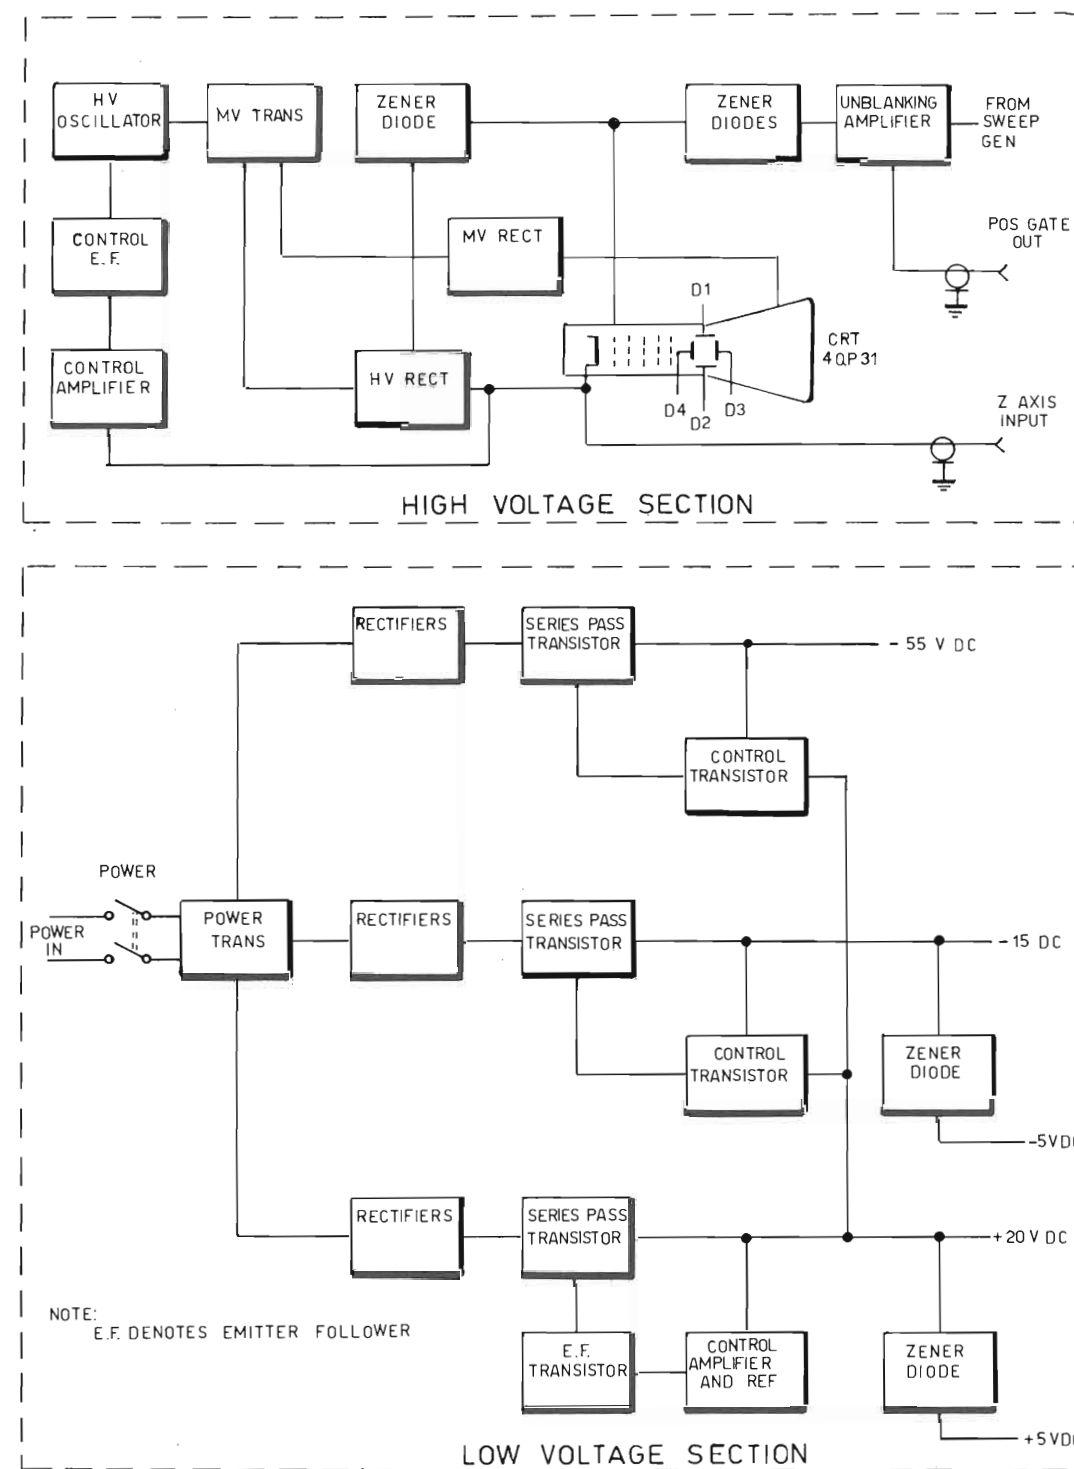 HV
OSCILLATOR
MV TRANS
ZENER
DIODE
ZENER
DIODES
UNBLANKING
AMPLIFIER
FROM
SWEEP
GEN
CONTROL
E.F.
MV RECT
POS GATE
OUT
D1
CONTROL
AMPLIFIER
HV RECT
CRT
4QP31
D4
D2
D3
Z AXIS
INPUT
HIGH VOLTAGE SECTION
RECTIFIERS
SERIES PASS
TRANSISTOR
- 55 V DC
CONTROL
TRANSISTOR
POWER
POWER
IN
POWER
TRANS
RECTIFIERS
SERIES PASS
TRANSISTOR
-15 DC
CONTROL
TRANSISTOR
ZENER
DIODE
-5VD
RECTIFIERS
SERIES PASS
TRANSISTOR
+20 V DC
NOTE:
E.F. DENOTES EMITTER FOLLOWER
E.F.
TRANSISTOR
CONTROL
AMPLIFIER
AND REF
ZENER
DIODE
+5VD
LOW VOLTAGE SECTION